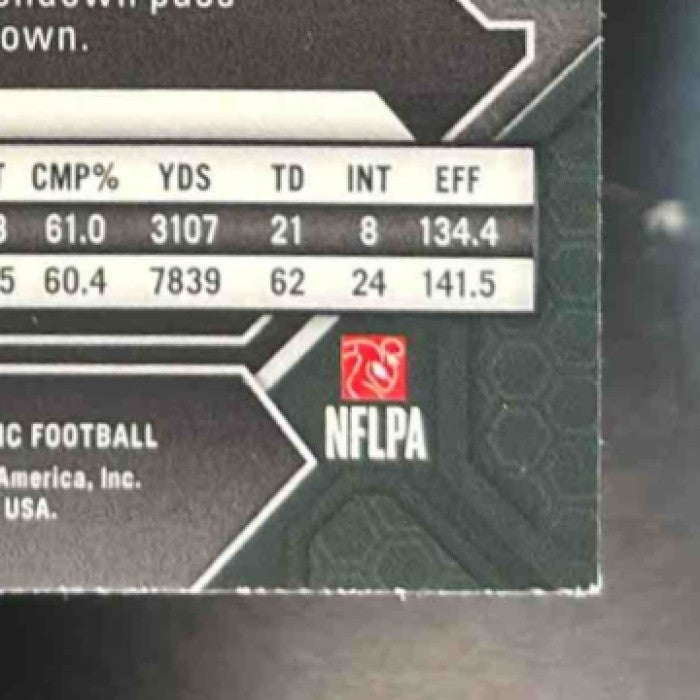 own.
CMP% YDS TD INT EFF
61.0 3107 21 8 134.4
60.4 7839 62 24 141.5
NFLPA
IC FOOTBALL
America, Inc.
USA.